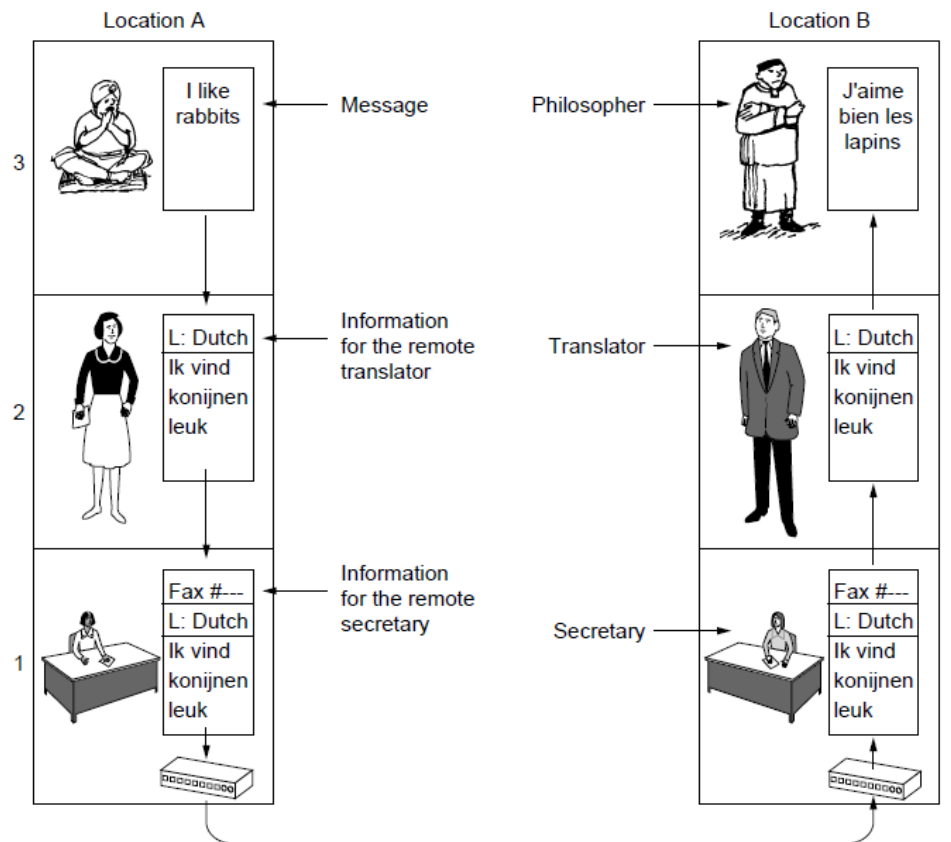 Location A
Location B
3
I like
rabbits
Message
Philosopher
J'aime
bien les
lapins
2
L: Dutch
Ik vind
konijnen
leuk
Information
for the remote
translator
Translator
L: Dutch
Ik vind
konijnen
leuk
1
Fax #---
L: Dutch
Ik vind
konijnen
leuk
Information
for the remote
secretary
Secretary
Fax #---
L: Dutch
Ik vind
konijnen
leuk